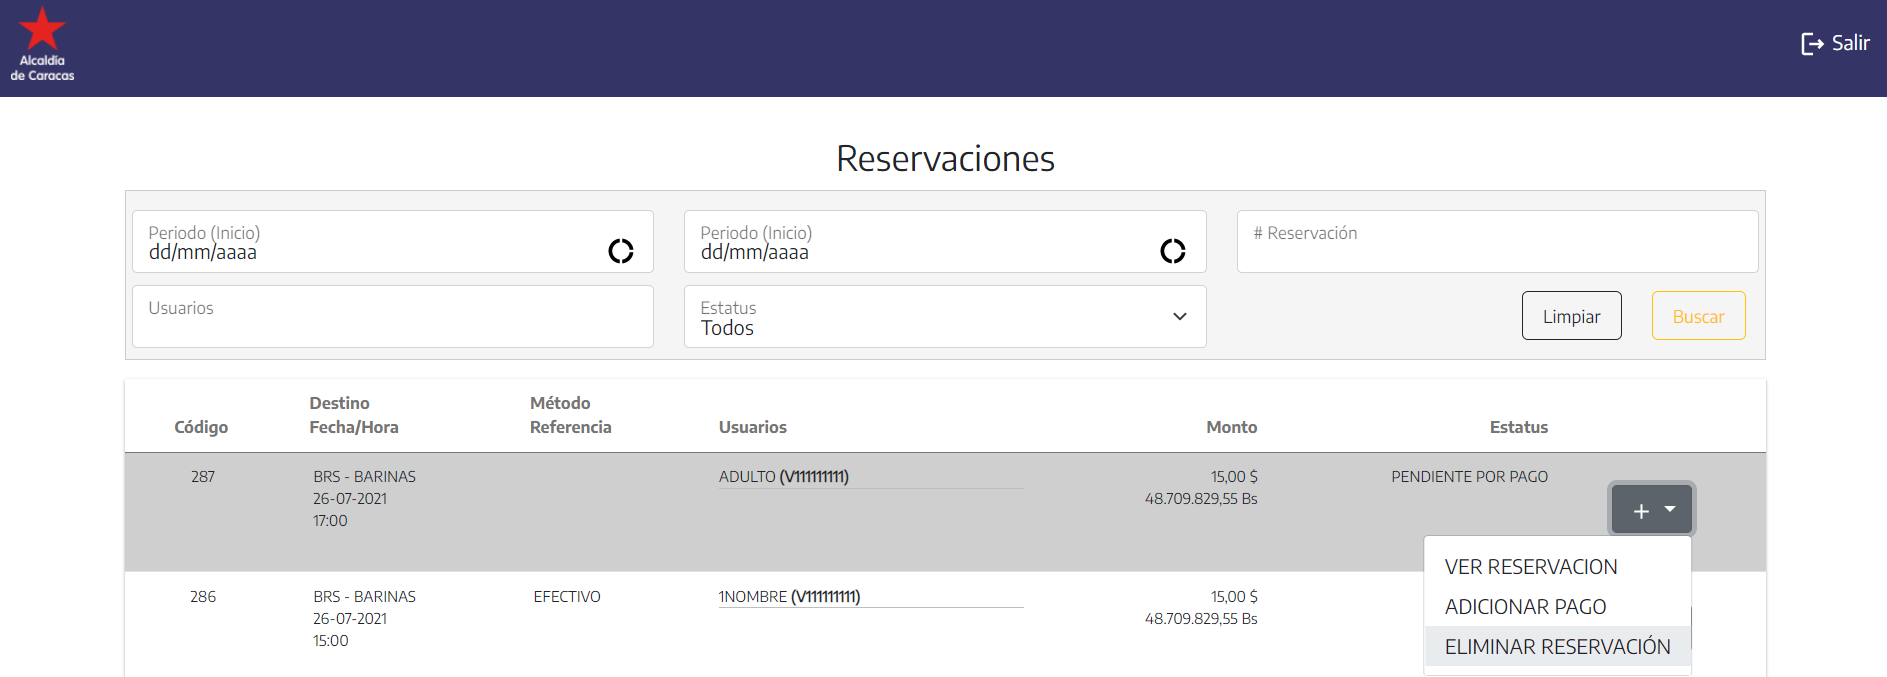 Alcaldía
de Caracas
Salir
Reservaciones
Periodo (Inicio)
dd/mm/aaaa
Periodo (Inicio)
dd/mm/aaaa
# Reservación
Usuarios
Estatus
Todos
Limpiar
Buscar
Código
Destino
Fecha/Hora
Método
Referencia
Usuarios
Monto
Estatus
287
BRS - BARINAS
26-07-2021
17:00
ADULTO (V111111111)
15,00 $
48.709.829,55 Bs
PENDIENTE POR PAGO
+
VER RESERVACION
ADICIONAR PAGO
ELIMINAR RESERVACIÓN
286
BRS - BARINAS
26-07-2021
15:00
EFECTIVO
1NOMBRE (V111111111)
15,00 $
48.709.829,55 Bs